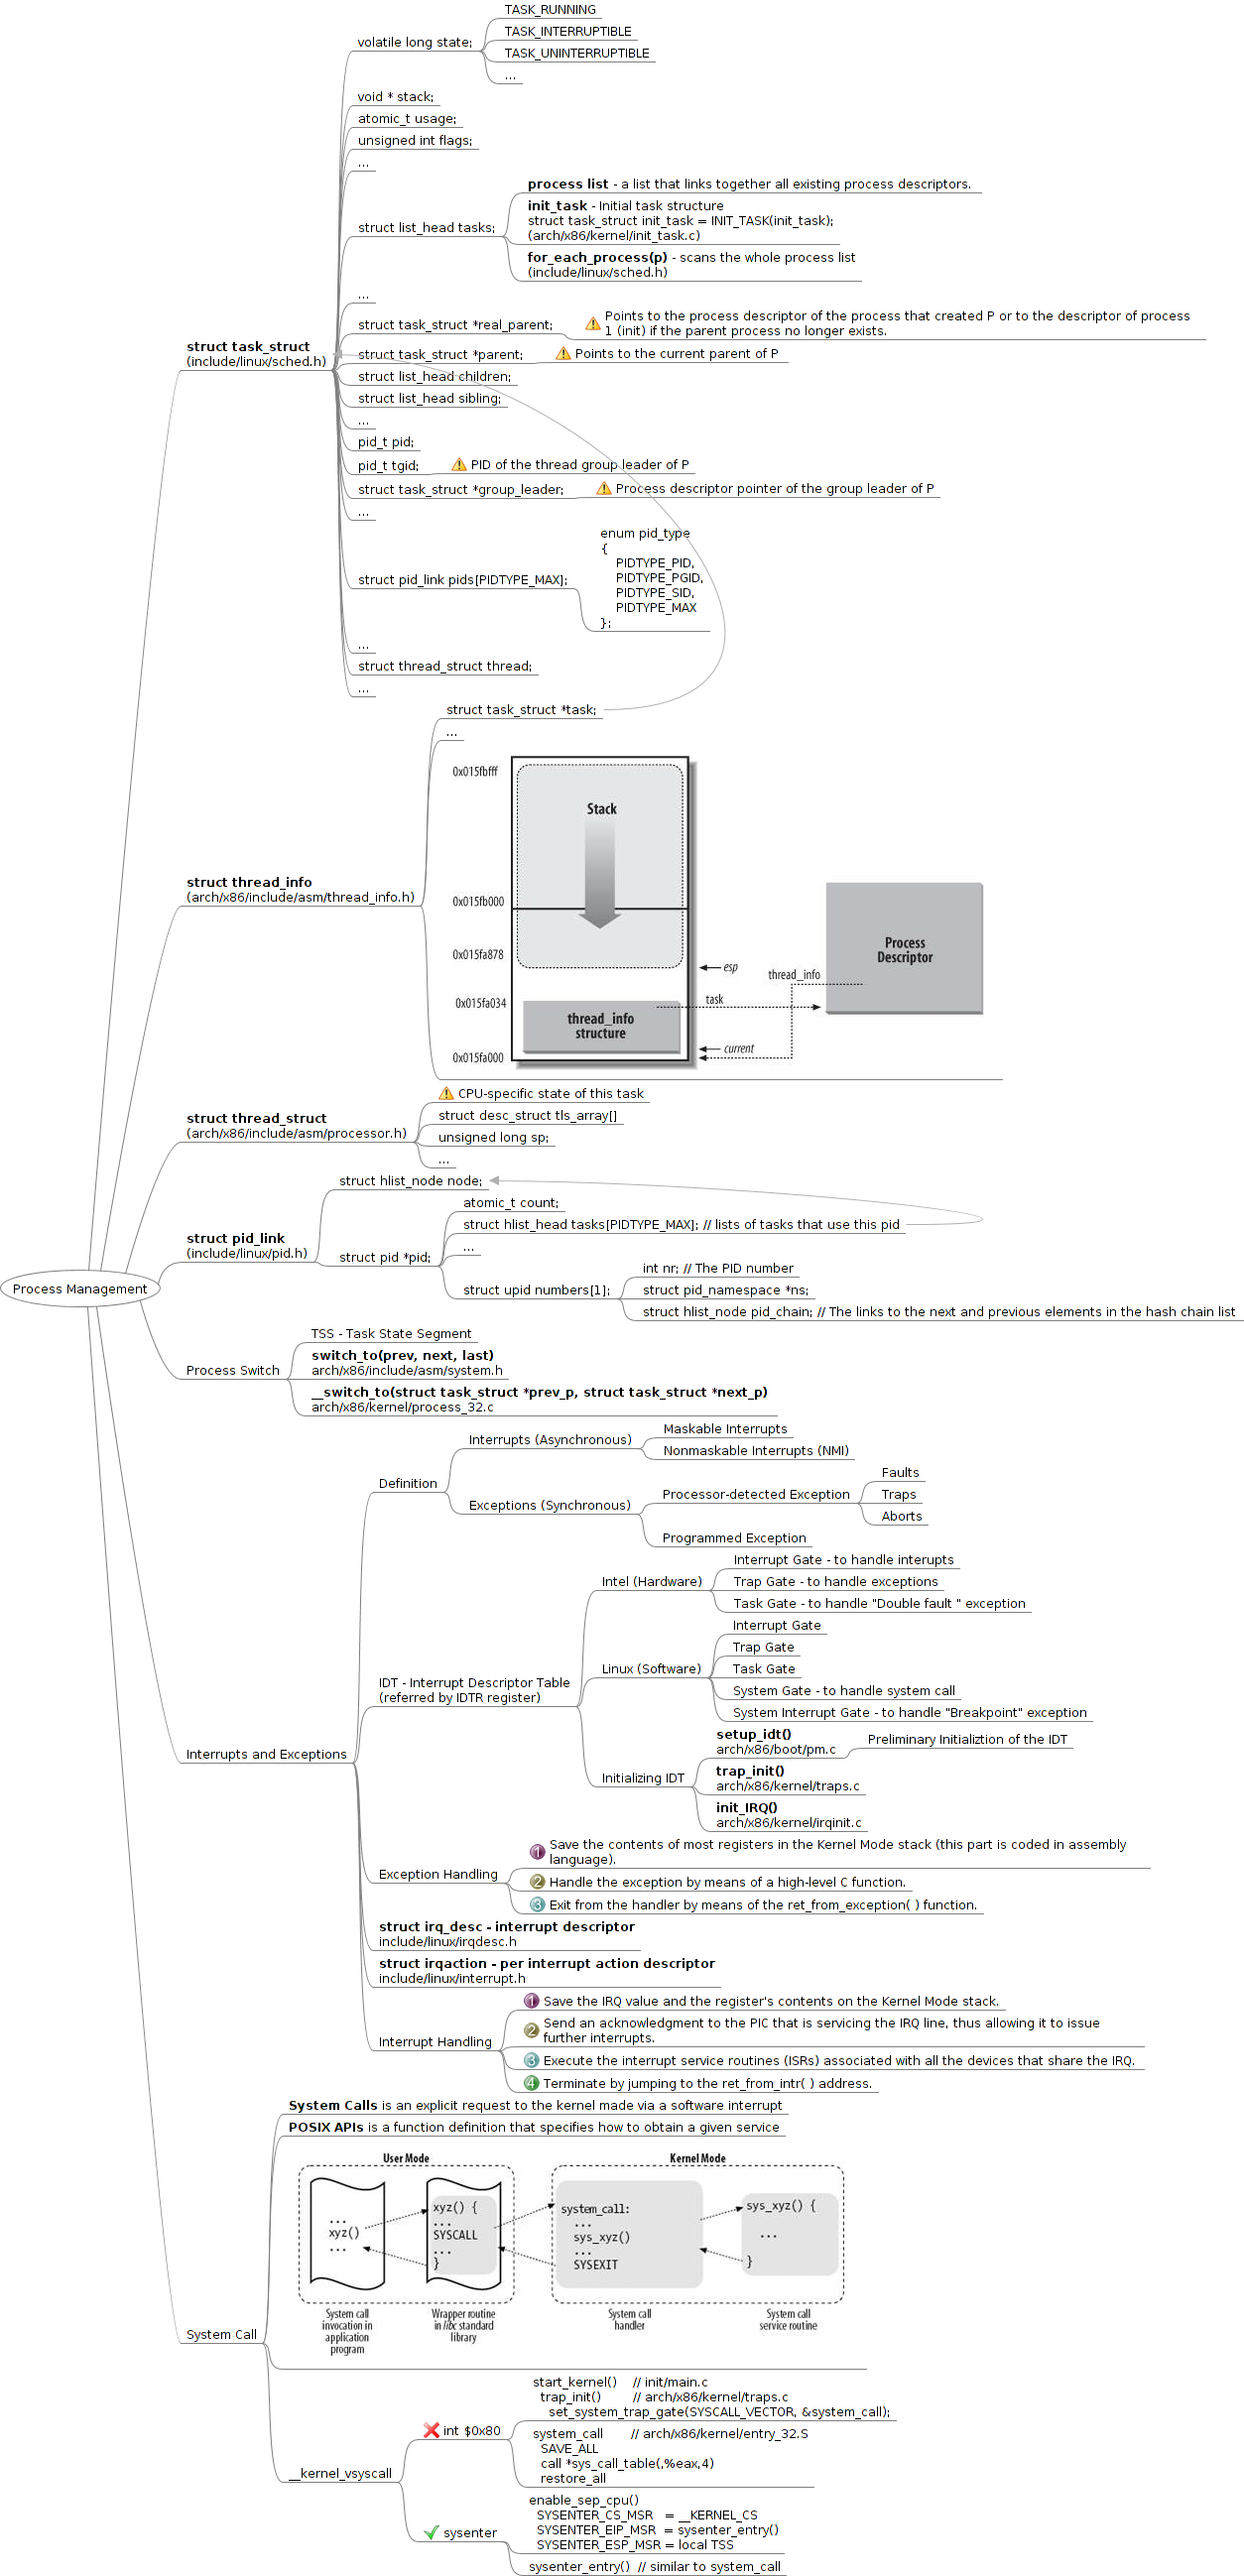 TASK_RUNNING
TASK_INTERRUPTIBLE
volatile long state;
TASK_UNINTERRUPTIBLE
...
void * stack;
atomic_t usage;
unsigned int flags;
...
process list - a list that links together all existing process descriptors.
init_task - Initial task structure
struct task_struct init_task = INIT_TASK(init_task);
(arch/x86/kernel/init_task.c)
struct list_head tasks;
for_each_process(p) - scans the whole process list
(include/linux/sched.h)
...
struct task_struct *real_parent;
Points to the process descriptor of the process that created P or to the descriptor of process
1 (init) if the parent process no longer exists.
struct task_struct
(include/linux/sched.h)
struct task_struct *parent;
Points to the current parent of P
struct list_head children;
struct list_head sibling;
...
pid_t pid;
pid_t tgid;
PID of the thread group leader of P
struct task_struct *group_leader;
Process descriptor pointer of the group leader of P
...
struct pid_link pids[PIDTYPE_MAX];
enum pid_type
{
PIDTYPE_PID,
PIDTYPE_PGID,
PIDTYPE_SID,
PIDTYPE_MAX
};
...
struct thread_struct thread;
...
struct task_struct *task;
...
struct thread_info
(arch/x86/include/asm/thread_info.h)
0x015fbfff
Stack
0x015fb000
0x015fa878
esp
0x015fa034
thread_info
structure
current
0x015fa000
task
thread_info
Process
Descriptor
struct thread_struct
(arch/x86/include/asm/processor.h)
CPU-specific state of this task
struct desc_struct tls_array[]
unsigned long sp;
...
struct pid_link
(include/linux/pid.h)
struct hlist_node node;
struct pid *pid;
atomic_t count;
struct hlist_head tasks[PIDTYPE_MAX]; // lists of tasks that use this pid
...
struct upid numbers[1];
int nr; // The PID number
struct pid_namespace *ns;
struct hlist_node pid_chain; // The links to the next and previous elements in the hash chain list
Process Management
Process Switch
TSS - Task State Segment
switch_to(prev, next, last)
arch/x86/include/asm/system.h
__switch_to(struct task_struct *prev_p, struct task_struct *next_p)
arch/x86/kernel/process_32.c
Interrupts and Exceptions
Definition
Interrupts (Asynchronous)
Maskable Interrupts
Nonmaskable Interrupts (NMI)
Exceptions (Synchronous)
Processor-detected Exception
Faults
Traps
Aborts
Programmed Exception
IDT - Interrupt Descriptor Table
(referred by IDTR register)
Intel (Hardware)
Interrupt Gate - to handle interupts
Trap Gate - to handle exceptions
Task Gate - to handle "Double fault " exception
Linux (Software)
Interrupt Gate
Trap Gate
Task Gate
System Gate - to handle system call
System Interrupt Gate - to handle "Breakpoint" exception
Initializing IDT
setup_idt()
arch/x86/boot/pm.c
Preliminary Initializtion of the IDT
trap_init()
arch/x86/kernel/traps.c
init_IRQ()
arch/x86/kernel/irqinit.c
Exception Handling
1 Save the contents of most registers in the Kernel Mode stack (this part is coded in assembly
language).
2 Handle the exception by means of a high-level C function.
3 Exit from the handler by means of the ret_from_exception( ) function.
struct irq_desc - interrupt descriptor
include/linux/irqdesc.h
struct irqaction - per interrupt action descriptor
include/linux/interrupt.h
Interrupt Handling
1 Save the IRQ value and the register's contents on the Kernel Mode stack.
2 Send an acknowledgment to the PIC that is servicing the IRQ line, thus allowing it to issue
further interrupts.
3 Execute the interrupt service routines (ISRs) associated with all the devices that share the IRQ.
4 Terminate by jumping to the ret_from_intr( ) address.
System Call
System Calls is an explicit request to the kernel made via a software interrupt
POSIX APIs is a function definition that specifies how to obtain a given service
User Mode
Kernel Mode
...
xyz()
...
xyz() {
...
SYSCALL
...
}
system_call:
...
sys_xyz()
...
SYSEXIT
sys_xyz() {
...
}
System call
invocation in
application
program
Wrapper routine
in libc standard
library
System call
handler
System call
service routine
__kernel_vsyscall
int $0x80
start_kernel() // init/main.c
trap_init() // arch/x86/kernel/traps.c
set_system_trap_gate(SYSCALL_VECTOR, &system_call);
system_call // arch/x86/kernel/entry_32.S
SAVE_ALL
call *sys_call_table(,%eax,4)
restore_all
sysenter
enable_sep_cpu()
SYSENTER_CS_MSR = __KERNEL_CS
SYSENTER_EIP_MSR = sysenter_entry()
SYSENTER_ESP_MSR = local TSS
sysenter_entry() // similar to system_call